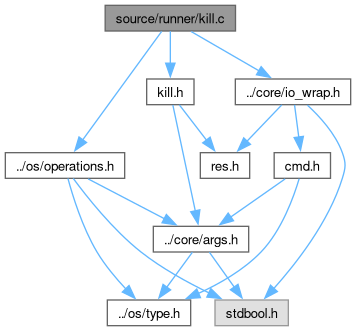 source/runner/kill.c
kill.h
../core/io_wrap.h
../os/operations.h
res.h
cmd.h
../core/args.h
../os/type.h
stdbool.h